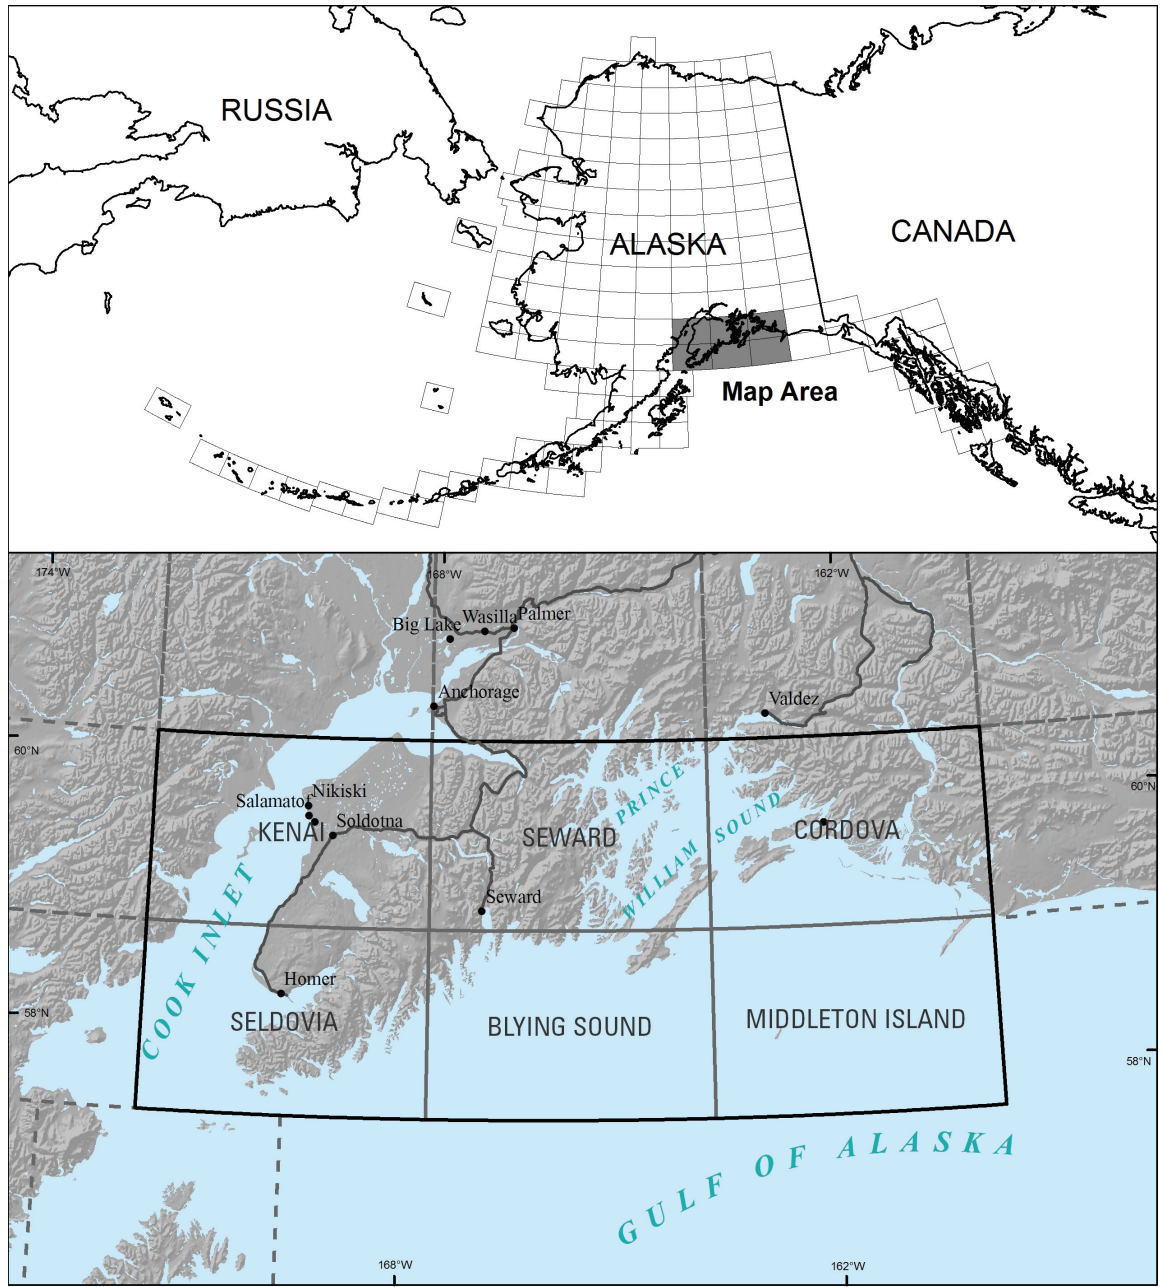 RUSSIA
ALASKA
CANADA
Map Area
174°W
168°W
162°W
Big Lake
Wasilla
Palmer
Anchorage
Valdez
60°N
60°N
Nikiski
Salamatof
KENAI
Soldotna
SEWARD
PRINCE
WILLIAM SOUND
CORDOVA
Seward
COOK INLET
Homer
SELDOVIA
BLYING SOUND
MIDDLETON ISLAND
58°N
58°N
GULF OF ALASKA
168°W
162°W